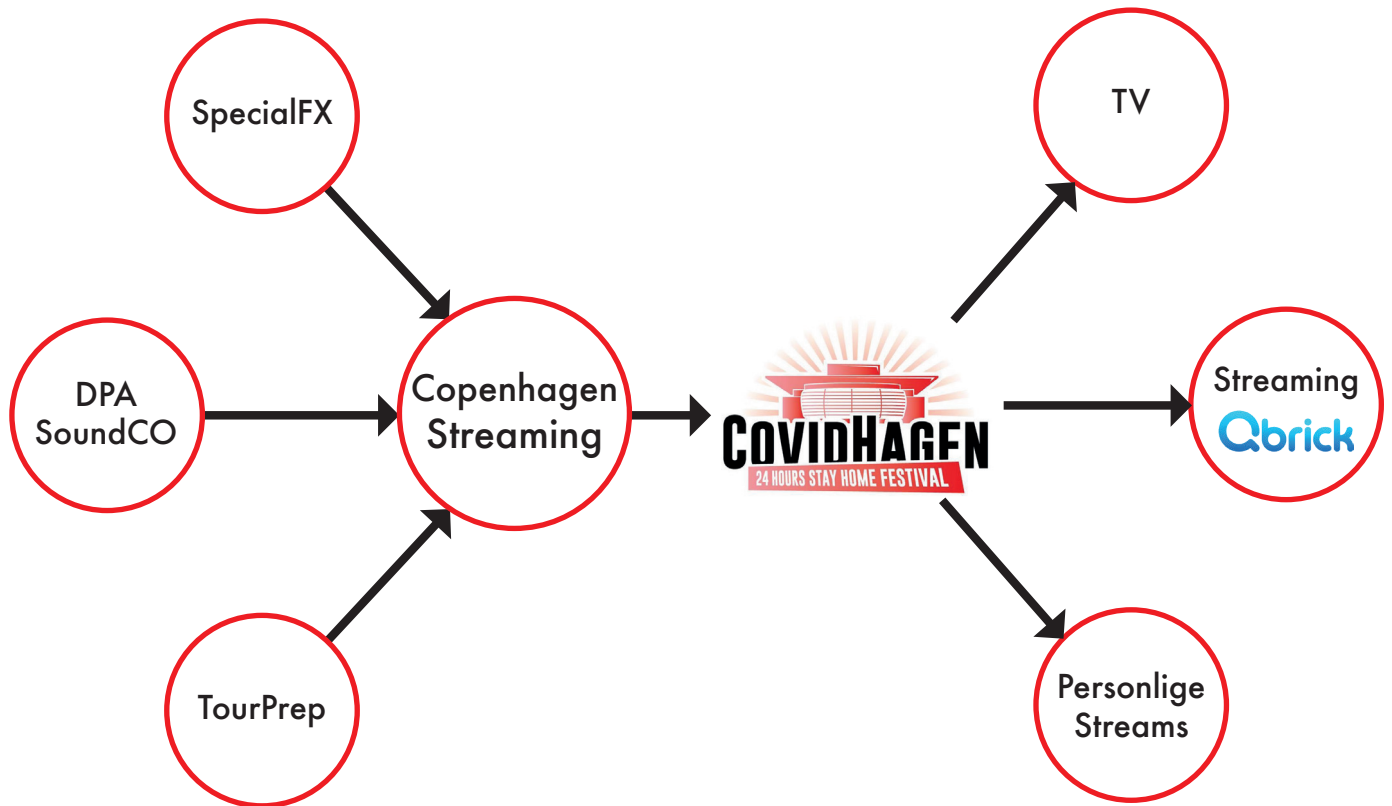 SpecialFX
TV
DPA
SoundCO
Copenhagen
Streaming
COVIDHAGEN
24 HOURS STAY HOME FESTIVAL
Streaming
Qbrick
TourPrep
Personlige
Streams